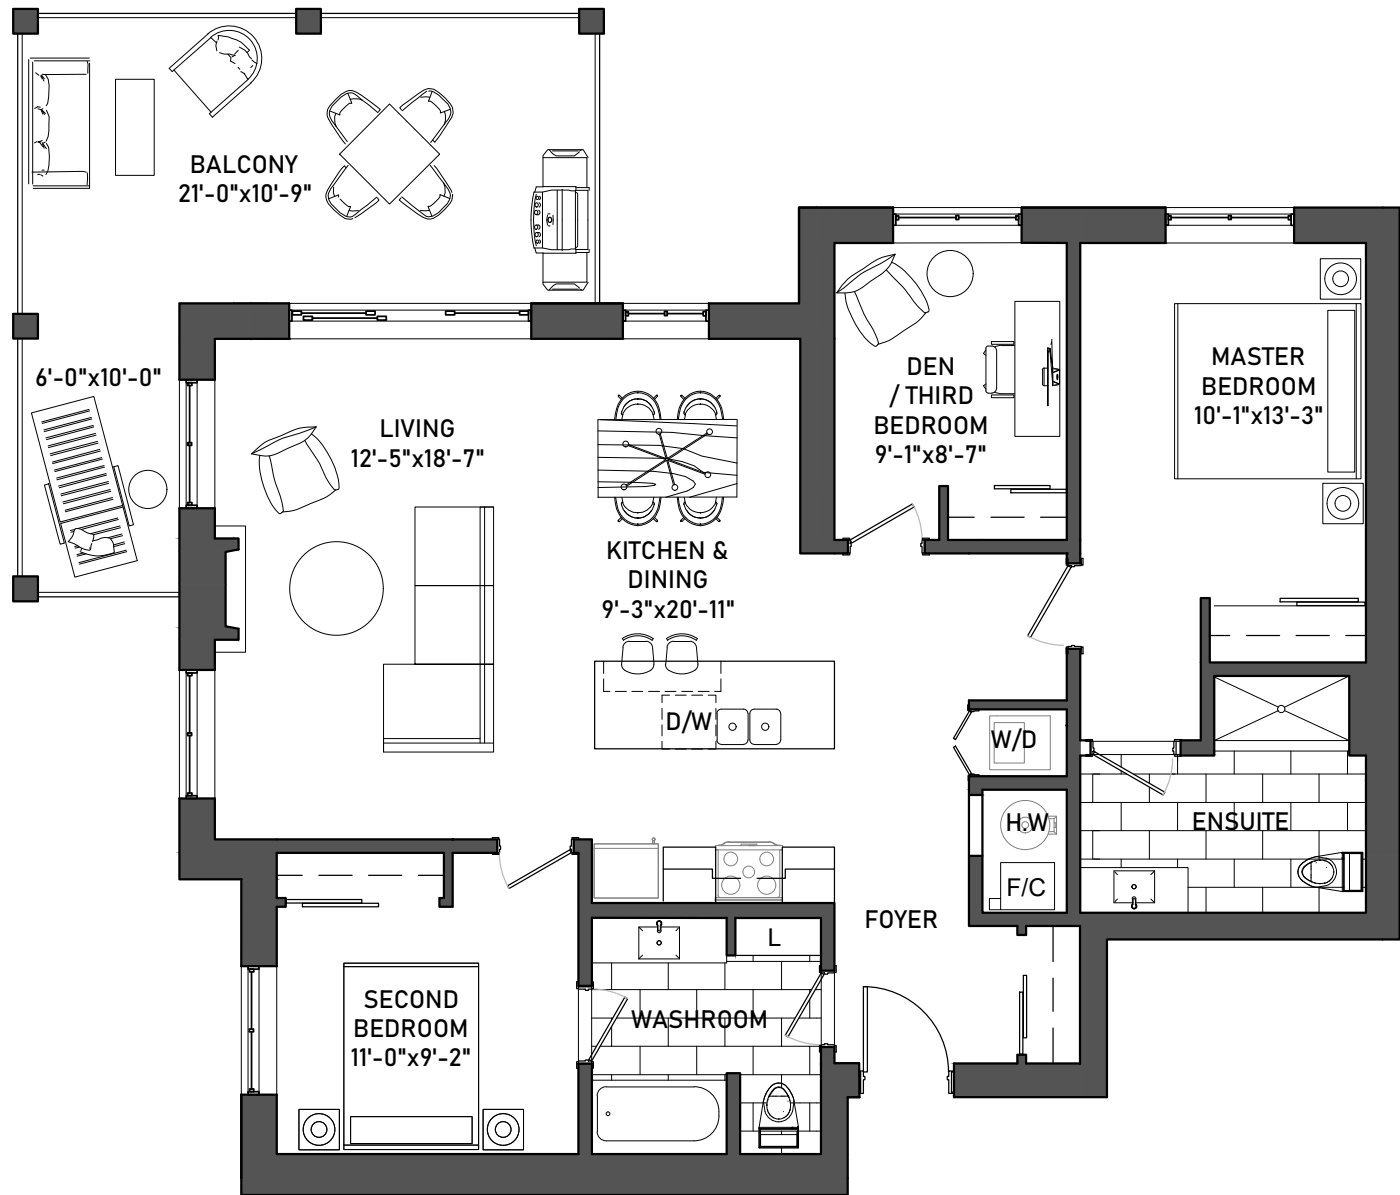 BALCONY
21'-0"x10'-9"
6'-0"x10'-0"
LIVING
12'-5"x18'-7"
DEN
/ THIRD
BEDROOM
9'-1"x8'-7"
MASTER
BEDROOM
10'-1"x13'-3"
KITCHEN &
DINING
9'-3"x20'-11"
D/W
W/D
H.W
F/C
ENSUITE
FOYER
L
SECOND
BEDROOM
11'-0"x9'-2"
WASHROOM